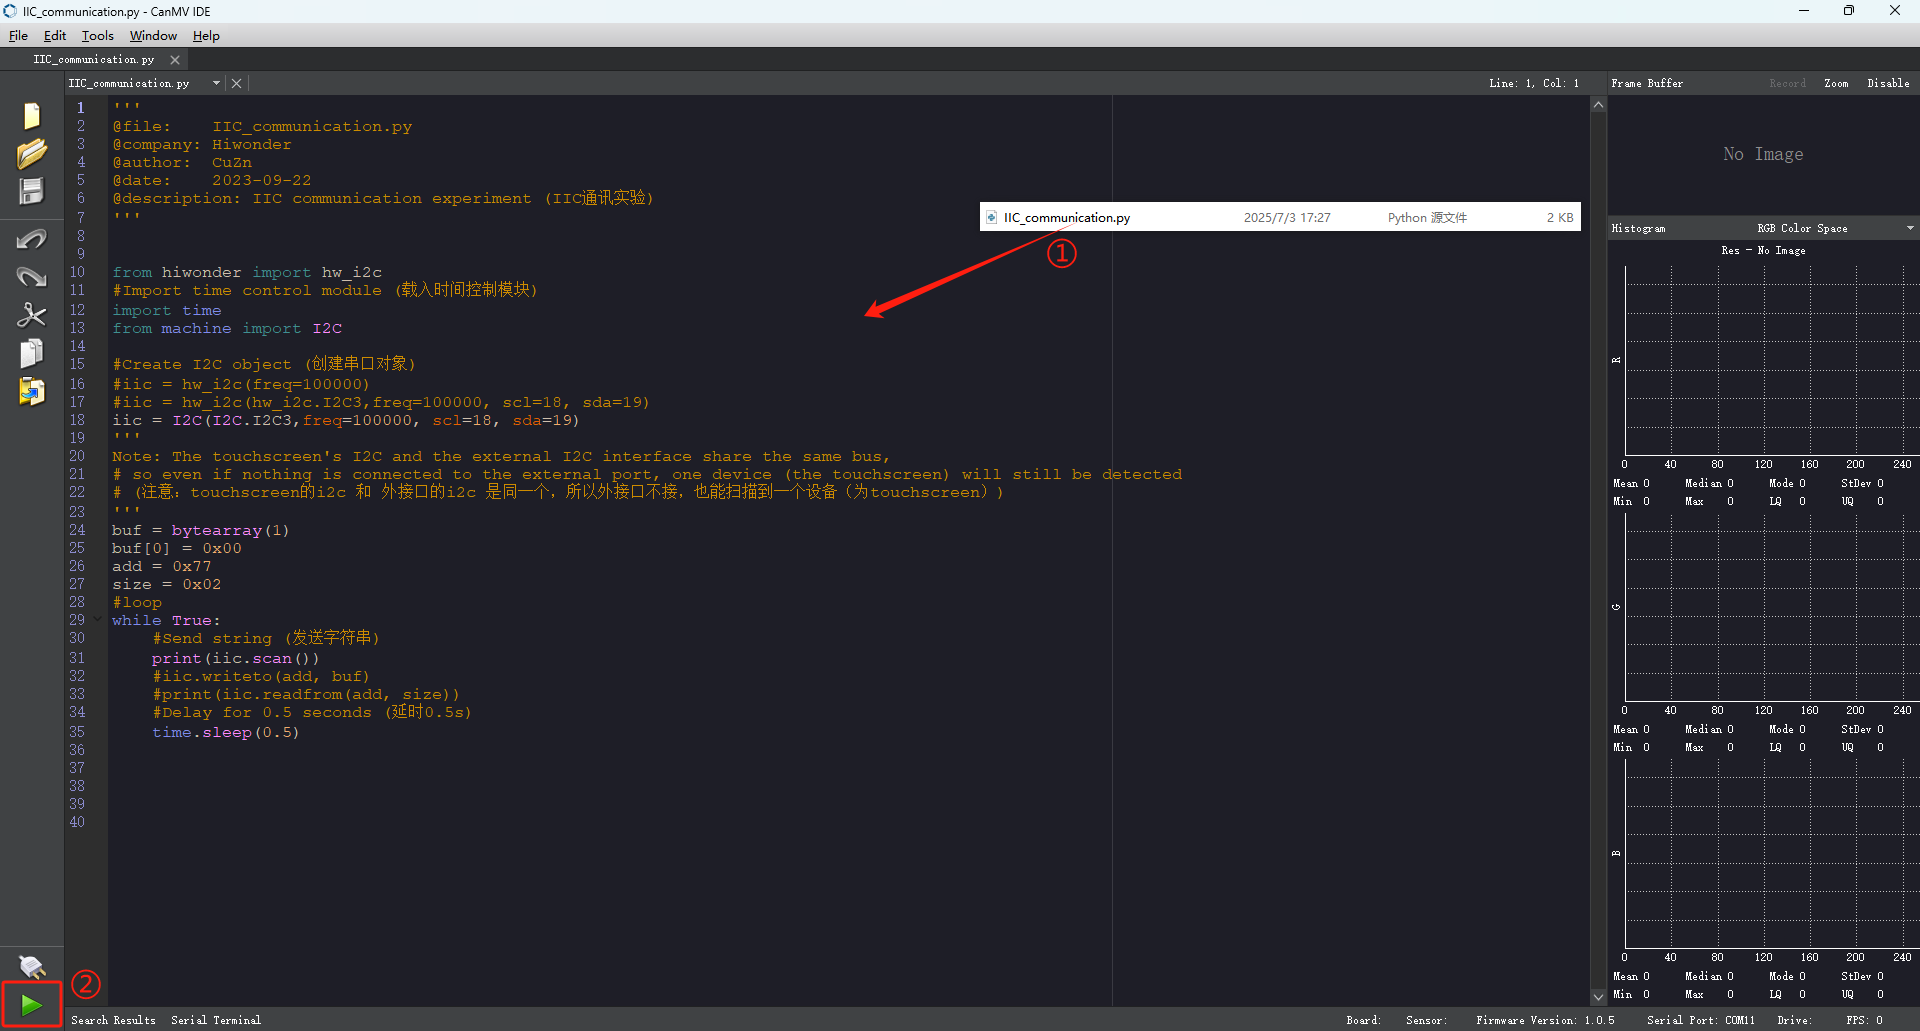 IIC_communication.py - CanMV IDE
File Edit Tools Window Help
IIC_communication.py
IIC_communication.py
Line: 1, Col: 1
Frame Buffer Record Zoom Disable
1 '''
2 @file: IIC_communication.py
3 @company: Hiwonder
4 @author: CuZn
5 @date: 2023-09-22
6 @description: IIC communication experiment (IIC通讯实验)
7 '''
8
9
10 from hiwonder import hw_i2c
11 #Import time control module (载入时间控制模块)
12 import time
13 from machine import I2C
14
15 #Create I2C object (创建串口对象)
16 #iic = hw_i2c(freq=100000)
17 #iic = hw_i2c(hw_i2c.I2C3,freq=100000, scl=18, sda=19)
18 iic = I2C(I2C.I2C3,freq=100000, scl=18, sda=19)
19 '''
20 Note: The touchscreen's I2C and the external I2C interface share the same bus,
21 # so even if nothing is connected to the external port, one device (the touchscreen) will still be detected
22 # (注意: touchscreen的i2c 和 外接口的i2c 是同一个，所以外接口不接，也能扫描到一个设备（为touchscreen）)
23 '''
24 buf = bytearray(1)
25 buf[0] = 0x00
26 add = 0x77
27 size = 0x02
28 #loop
29 while True:
30 #Send string (发送字符串)
31 print(iic.scan())
32 #iic.writeto(add, buf)
33 #print(iic.readfrom(add, size))
34 #Delay for 0.5 seconds (延时0.5s)
35 time.sleep(0.5)
36
37
38
39
40
IIC_communication.py 2025/7/3 17:27 Python 源文件 2 KB
①
②
No Image
Histogram RGB Color Space
Res - No Image
R
0 40 80 120 160 200 240
Mean 0 Median 0 Mode 0 StDev 0
Min 0 Max 0 LQ 0 UQ 0
G
0 40 80 120 160 200 240
Mean 0 Median 0 Mode 0 StDev 0
Min 0 Max 0 LQ 0 UQ 0
B
0 40 80 120 160 200 240
Mean 0 Median 0 Mode 0 StDev 0
Min 0 Max 0 LQ 0 UQ 0
Search Results Serial Terminal
Board: Sensor: Firmware Version: 1.0.5 Serial Port: COM11 Drive: FPS: 0